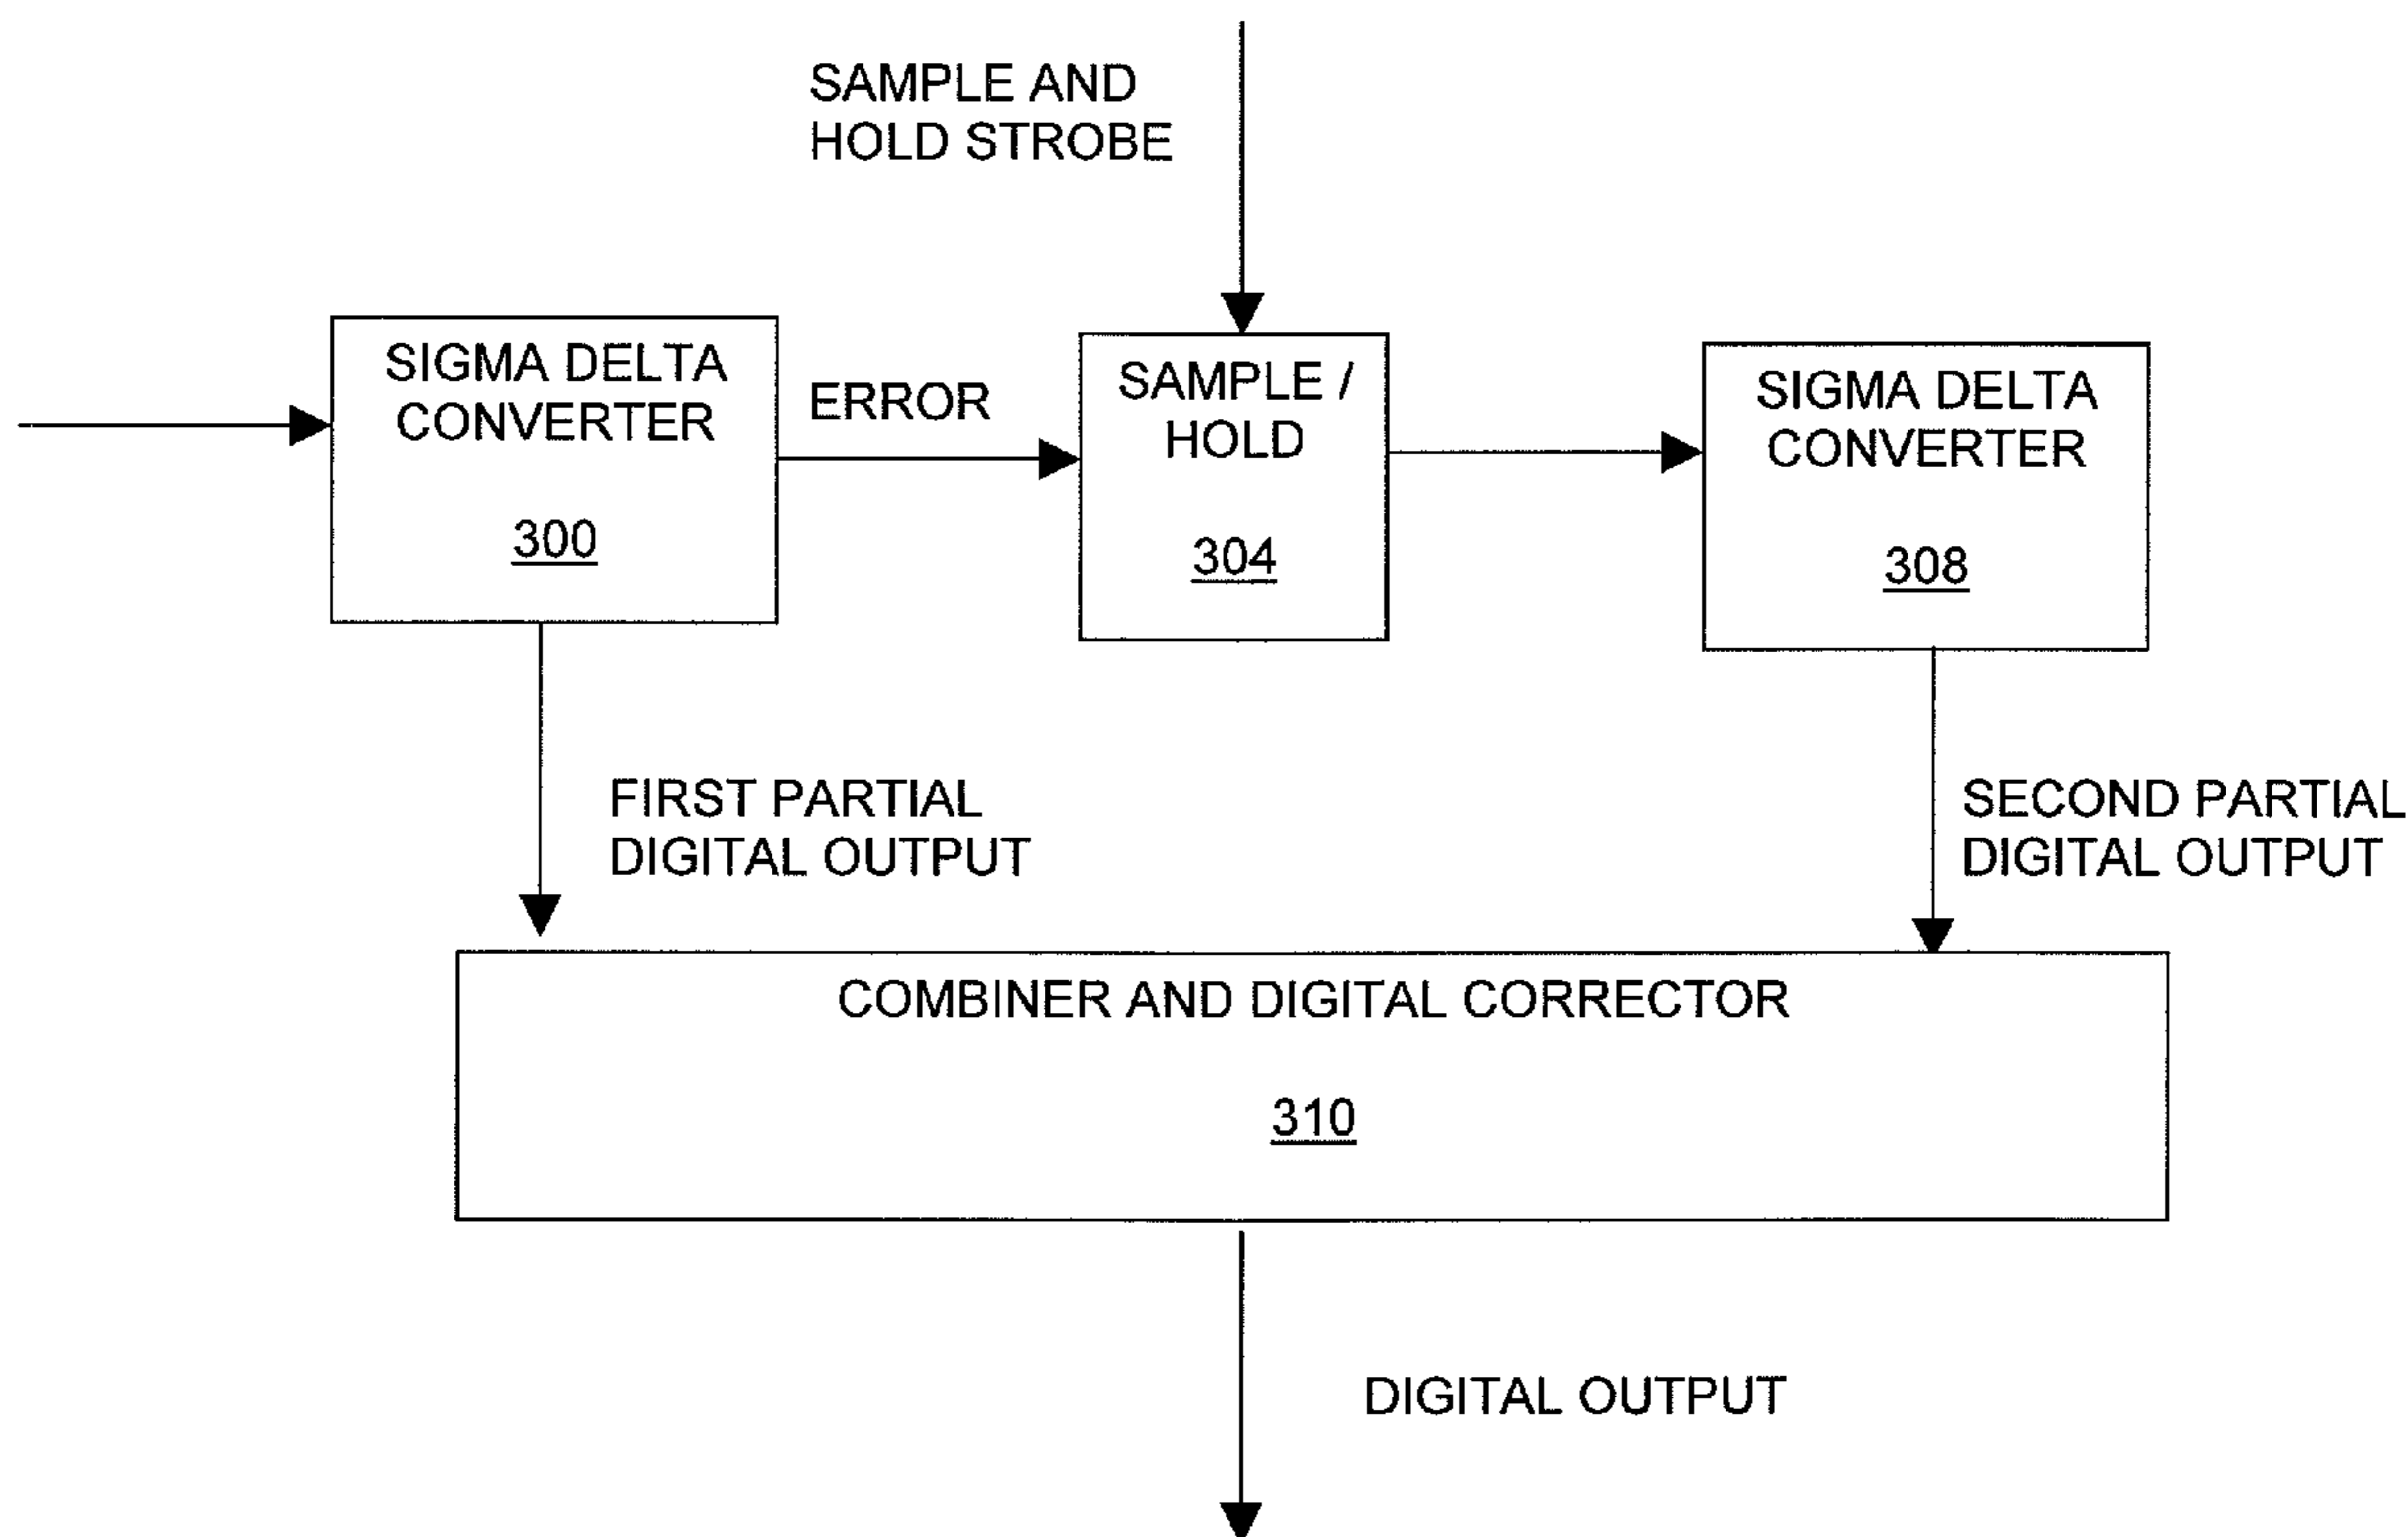 SAMPLE AND
HOLD STROBE
SIGMA DELTA
CONVERTER
300
ERROR
SAMPLE /
HOLD
304
SIGMA DELTA
CONVERTER
308
FIRST PARTIAL
DIGITAL OUTPUT
SECOND PARTIAL
DIGITAL OUTPUT
COMBINER AND DIGITAL CORRECTOR
310
DIGITAL OUTPUT